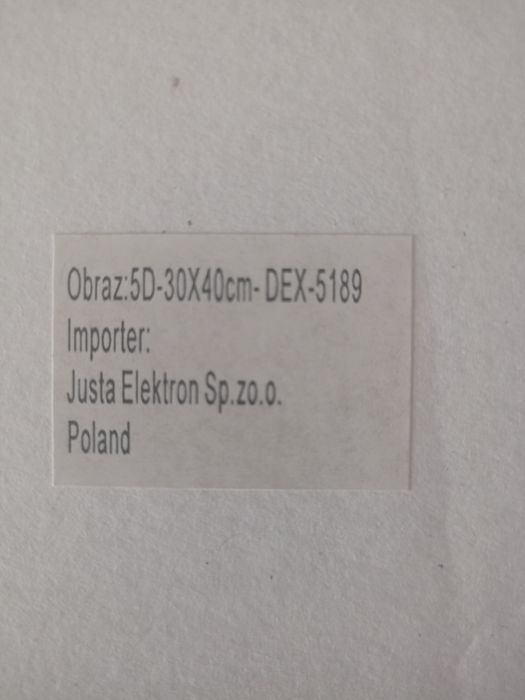 Obraz:5D-30X40cm- DEX-5189
Importer:
Justa Elektron Sp.zo.o.
Poland